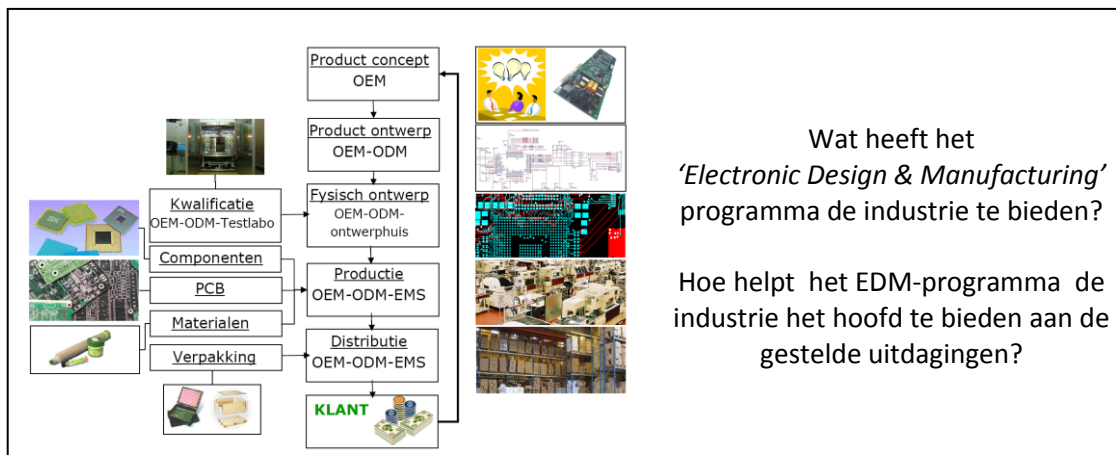 Product concept
OEM
Product ontwerp
OEM-ODM
Fysisch ontwerp
OEM-ODM-
ontwerphuis
Kwalificatie
OEM-ODM-Testlabo
Componenten
PCB
Productie
OEM-ODM-EMS
Materialen
Verpakking
Distributie
OEM-ODM-EMS
KLANT
Wat heeft het
‘Electronic Design & Manufacturing’
programma de industrie te bieden?
Hoe helpt het EDM-programma de
industrie het hoofd te bieden aan de
gestelde uitdagingen?